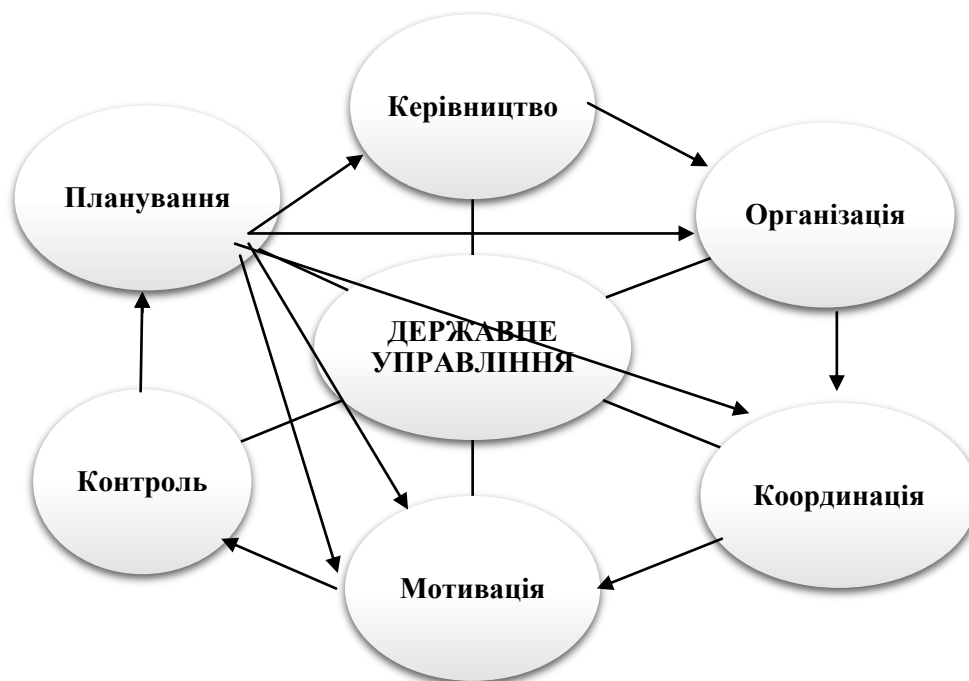 Керівництво
Планування
Організація
ДЕРЖАВНЕ
УПРАВЛІННЯ
Контроль
Координація
Мотивація